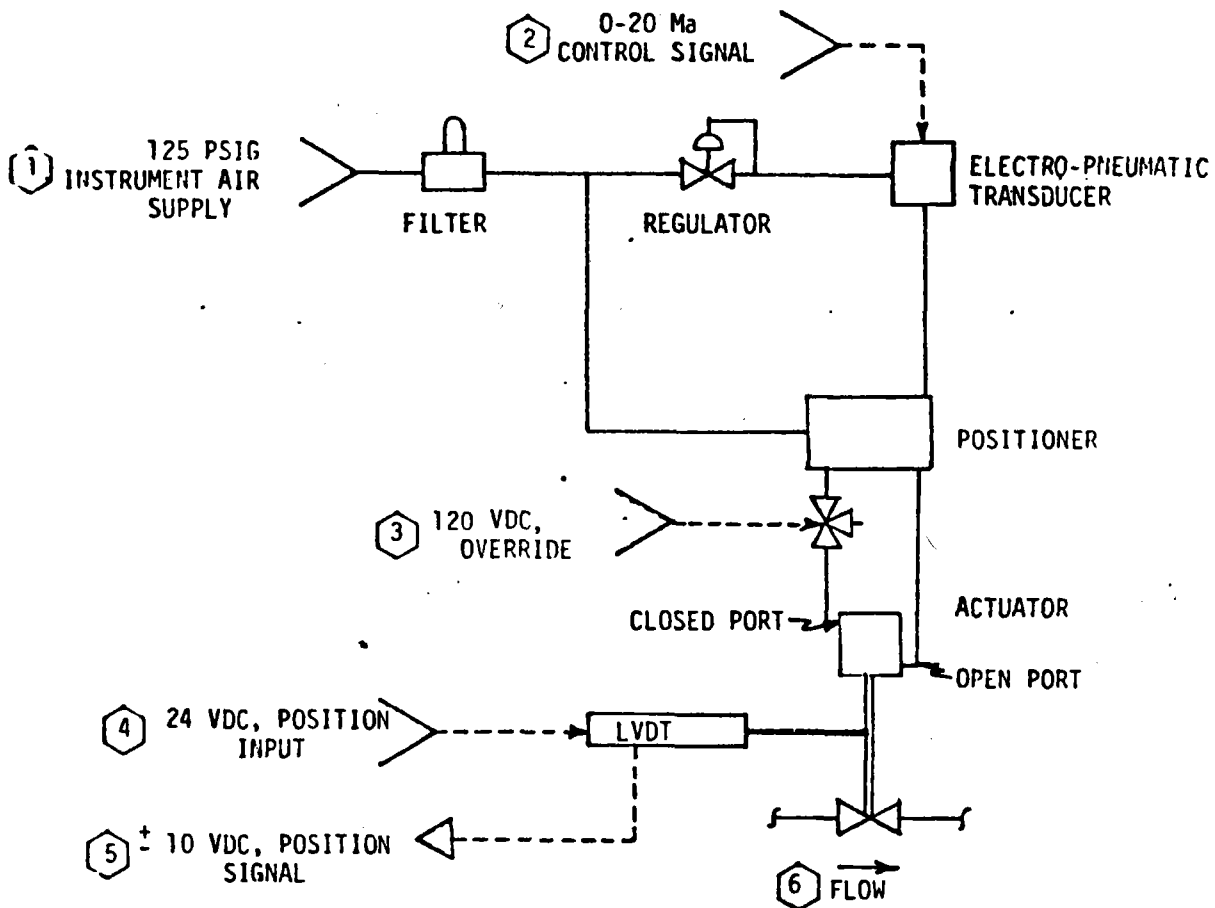 2
0-20 Ma
CONTROL SIGNAL
1
125 PSIG
INSTRUMENT AIR
SUPPLY
FILTER
REGULATOR
ELECTRO-PNEUMATIC
TRANSDUCER
POSITIONER
3
120 VDC,
OVERRIDE
CLOSED PORT
ACTUATOR
OPEN PORT
4
24 VDC, POSITION
INPUT
LVDT
5
± 10 VDC, POSITION
SIGNAL
6
FLOW